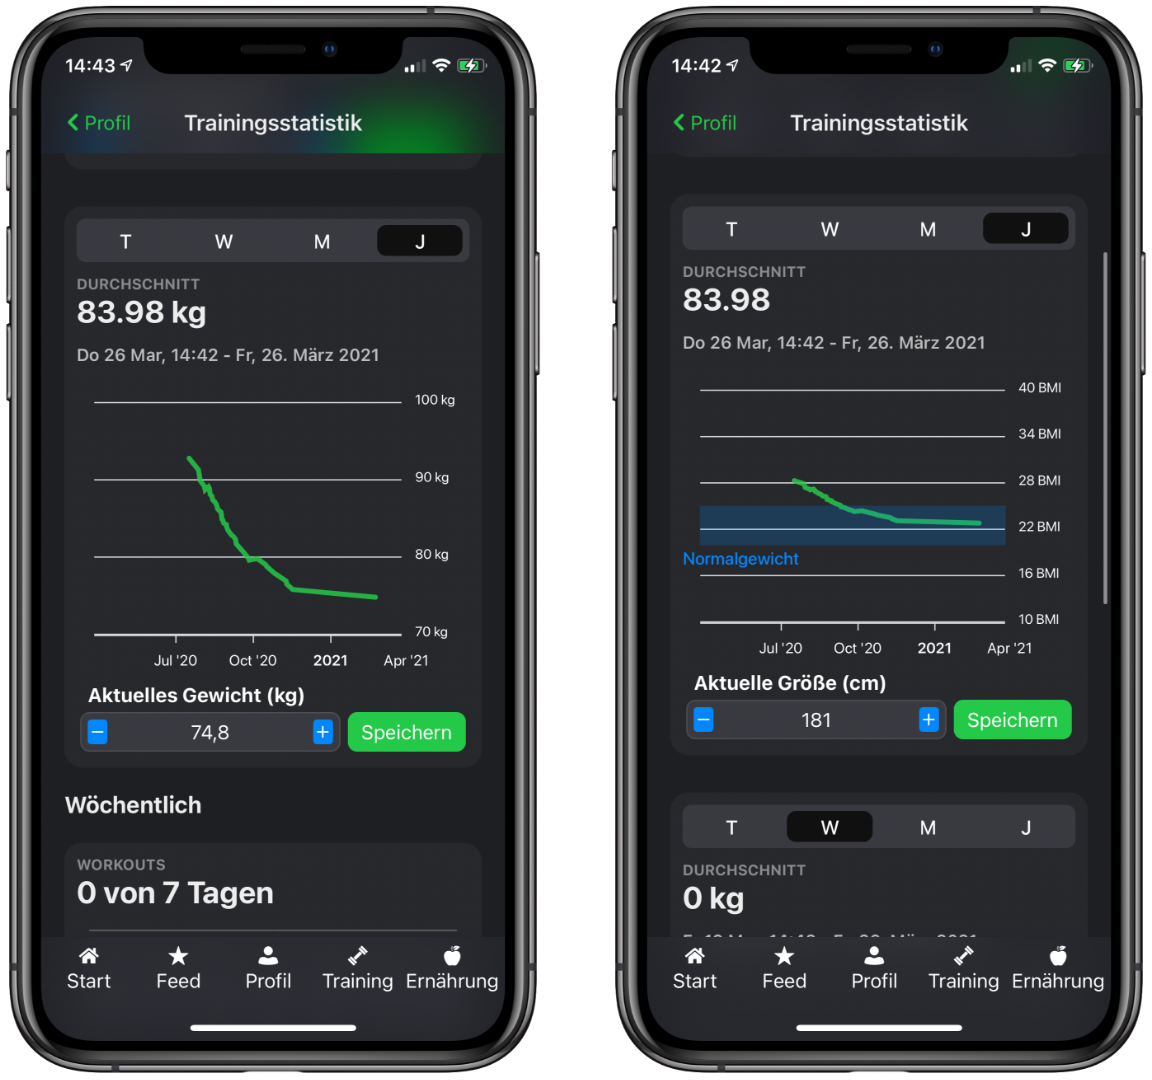 14:43
Profil
Trainingsstatistik
T W M J
DURCHSCHNITT
83.98 kg
Do 26 Mar, 14:42 - Fr, 26. März 2021
100 kg
90 kg
80 kg
70 kg
Jul '20 Oct '20 2021 Apr '21
Aktuelles Gewicht (kg)
− 74,8 + Speichern
Wöchentlich
WORKOUTS
0 von 7 Tagen
Start Feed Profil Training Ernährung
14:42
Profil
Trainingsstatistik
T W M J
DURCHSCHNITT
83.98
Do 26 Mar, 14:42 - Fr, 26. März 2021
40 BMI
34 BMI
28 BMI
22 BMI
Normalgewicht
16 BMI
10 BMI
Jul '20 Oct '20 2021 Apr '21
Aktuelle Größe (cm)
− 181 + Speichern
T W M J
DURCHSCHNITT
0 kg
Start Feed Profil Training Ernährung